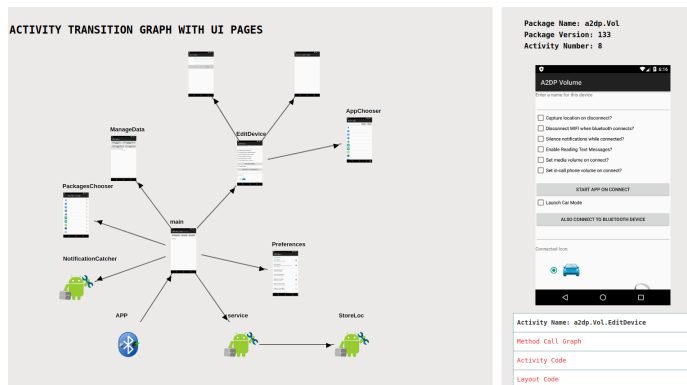 ACTIVITY TRANSITION GRAPH WITH UI PAGES
AppChooser
EditDevice
ManageData
PackagesChooser
main
NotificationCatcher
Preferences
APP
service
StoreLoc
Package Name: a2dp.Vol
Package Version: 133
Activity Number: 8
6:16
A2DP Volume
Enter a name for this device
Capture location on disconnect?
Disconnect WIFI when bluetooth connects?
Silence notifications while connected?
Enable Reading Text Messages?
Set media volume on connect?
Set in-call phone volume on connect?
START APP ON CONNECT
Launch Car Mode
ALSO CONNECT TO BLUETOOTH DEVICE
Connected Icon
Activity Name: a2dp.Vol.EditDevice
Method Call Graph
Activity Code
Layout Code